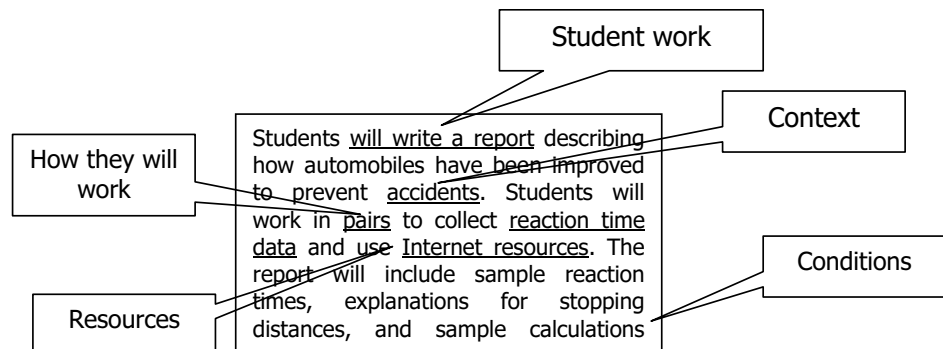 Student work
Context
How they will
work
Students will write a report describing
how automobiles have been improved
to prevent accidents. Students will
work in pairs to collect reaction time
data and use Internet resources. The
report will include sample reaction
times, explanations for stopping
distances, and sample calculations
Conditions
Resources